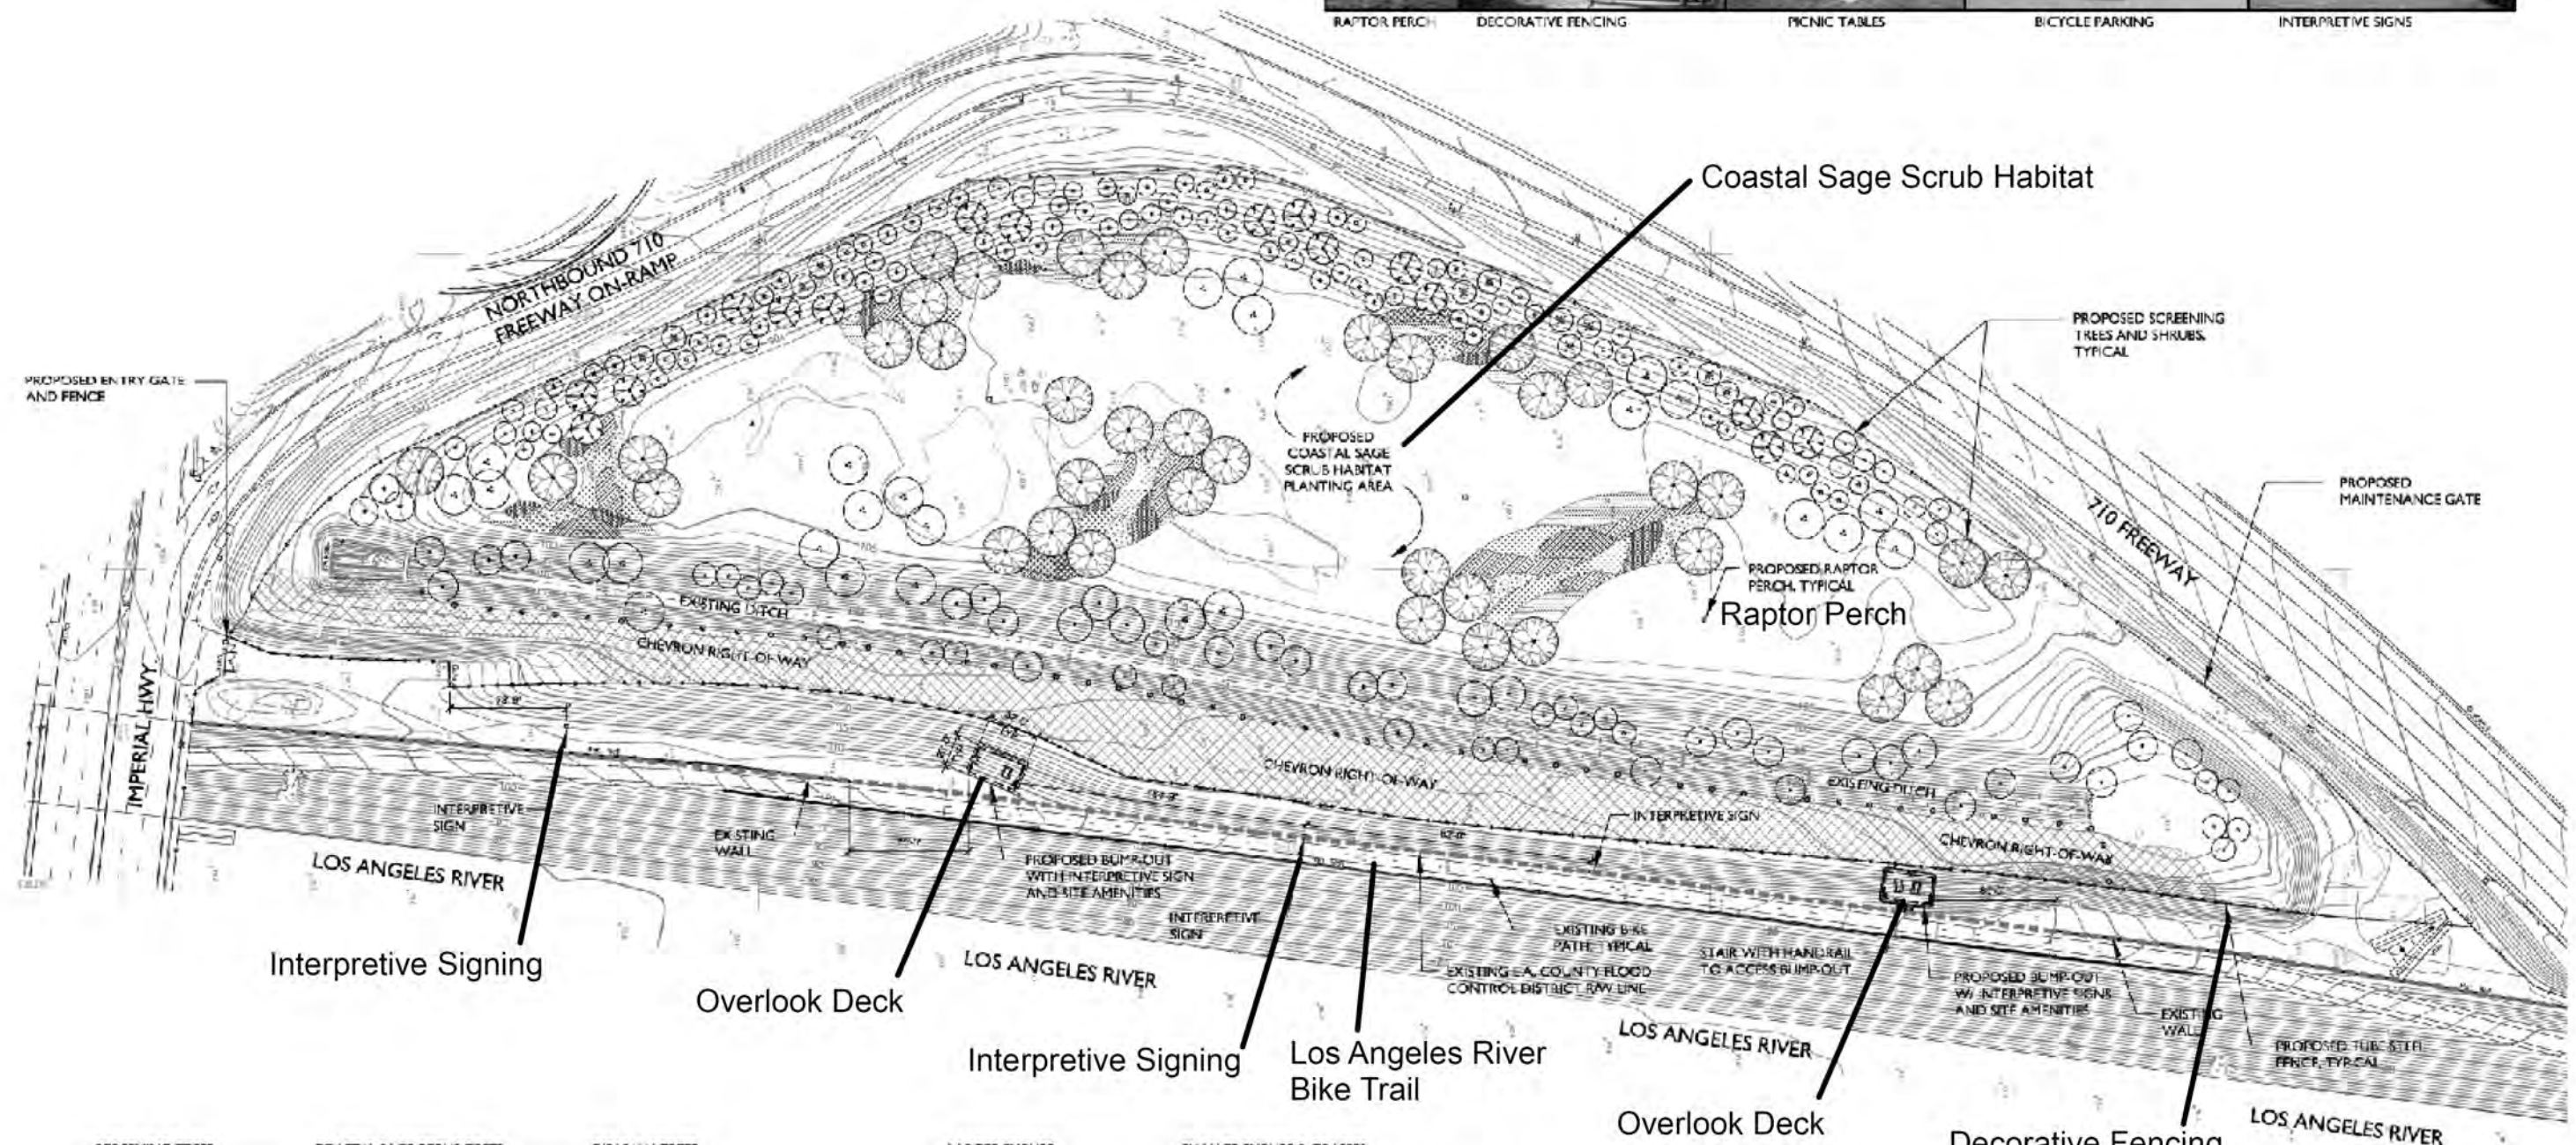 RAPTOR PERCH
DECORATIVE FENCING
PICNIC TABLES
BICYCLE PARKING
INTERPRETIVE SIGNS
Coastal Sage Scrub Habitat
NORTHBOUND 710
FREEWAY ON-RAMP
PROPOSED SCREENING
TREES AND SHRUBS,
TYPICAL
PROPOSED ENTRY GATE
AND FENCE
PROPOSED
COASTAL SAGE
SCRUB HABITAT
PLANTING AREA
PROPOSED
MAINTENANCE GATE
710 FREEWAY
PROPOSED RAPTOR
PERCH, TYPICAL
Raptor Perch
EXISTING DITCH
CHEVRON RIGHT-OF-WAY
IMPERIAL HWY
CHEVRON RIGHT-OF-WAY
EXISTING DITCH
INTERPRETIVE
SIGN
EXISTING
WALL
INTERPRETIVE SIGN
CHEVRON RIGHT-OF-WAY
LOS ANGELES RIVER
PROPOSED BUMP-OUT
WITH INTERPRETIVE SIGN
AND SITE AMENITIES
INTERPRETIVE
SIGN
EXISTING BIKE
PATH, TYPICAL
EXISTING L.A. COUNTY FLOOD
CONTROL DISTRICT R/W LINE
STAIR WITH HANDRAIL
TO ACCESS BUMP-OUT
PROPOSED BUMP-OUT
W/ INTERPRETIVE SIGNS
AND SITE AMENITIES
EXISTING
WALL
PROPOSED TUBE STEEL
FENCE, TYPICAL
Interpretive Signing
Overlook Deck
LOS ANGELES RIVER
Interpretive Signing
Los Angeles River
Bike Trail
LOS ANGELES RIVER
Overlook Deck
LOS ANGELES RIVER
Decorative Fencing